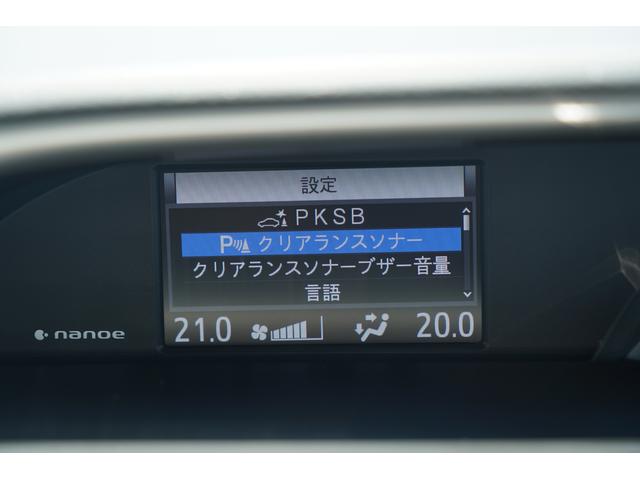 設定
PKSB
P クリアランスソナー
クリアランスソナーブザー音量
言語
21.0 20.0
nanoe